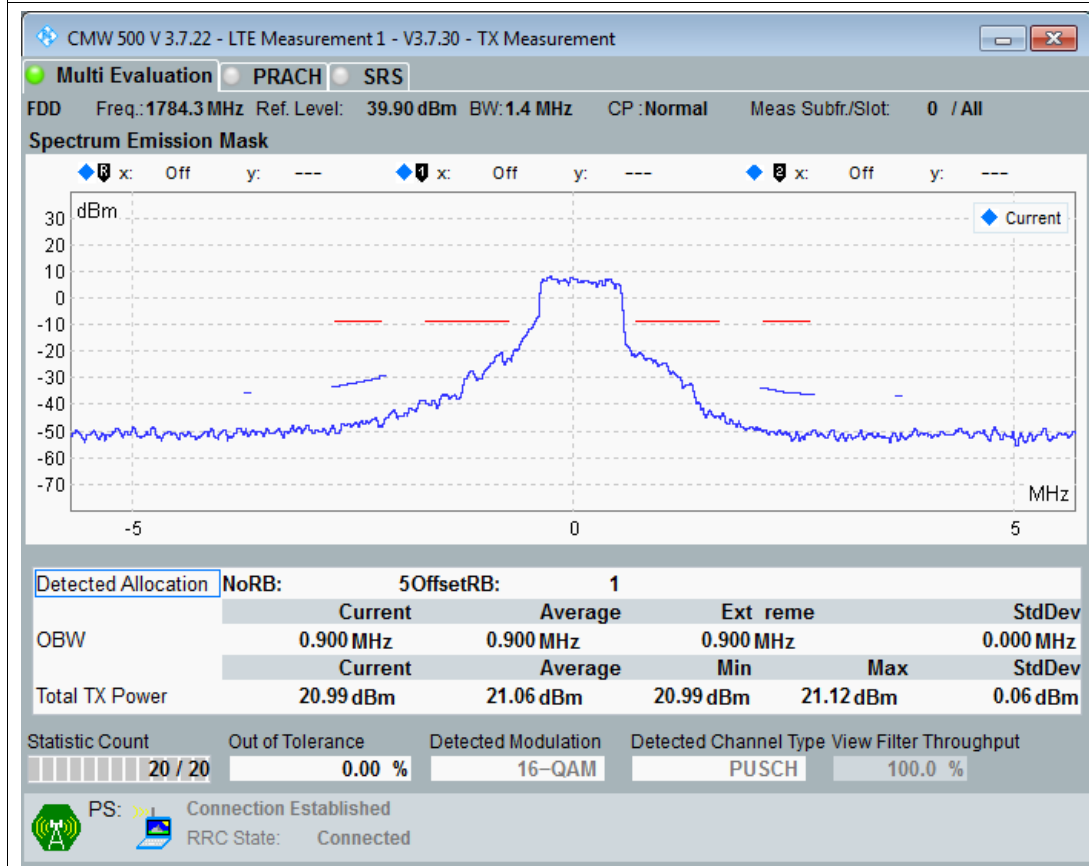 CMW 500 V 3.7.22 - LTE Measurement 1 - V3.7.30 - TX Measurement
Multi Evaluation PRACH SRS
FDD Freq.: 1784.3 MHz Ref. Level: 39.90 dBm BW: 1.4 MHz CP : Normal Meas Subfr./Slot: 0 / All
Spectrum Emission Mask
R x: Off y: --- 1 x: Off y: --- 2 x: Off y: ---
dBm
Current
30
20
10
0
-10
-20
-30
-40
-50
-60
-70
MHz
-5 0 5
Detected Allocation NoRB: 5 OffsetRB: 1
Current Average Ext reme StdDev
OBW 0.900 MHz 0.900 MHz 0.900 MHz 0.000 MHz
Current Average Min Max StdDev
Total TX Power 20.99 dBm 21.06 dBm 20.99 dBm 21.12 dBm 0.06 dBm
Statistic Count Out of Tolerance Detected Modulation Detected Channel Type View Filter Throughput
20 / 20 0.00 % 16-QAM PUSCH 100.0 %
PS: Connection Established
RRC State: Connected